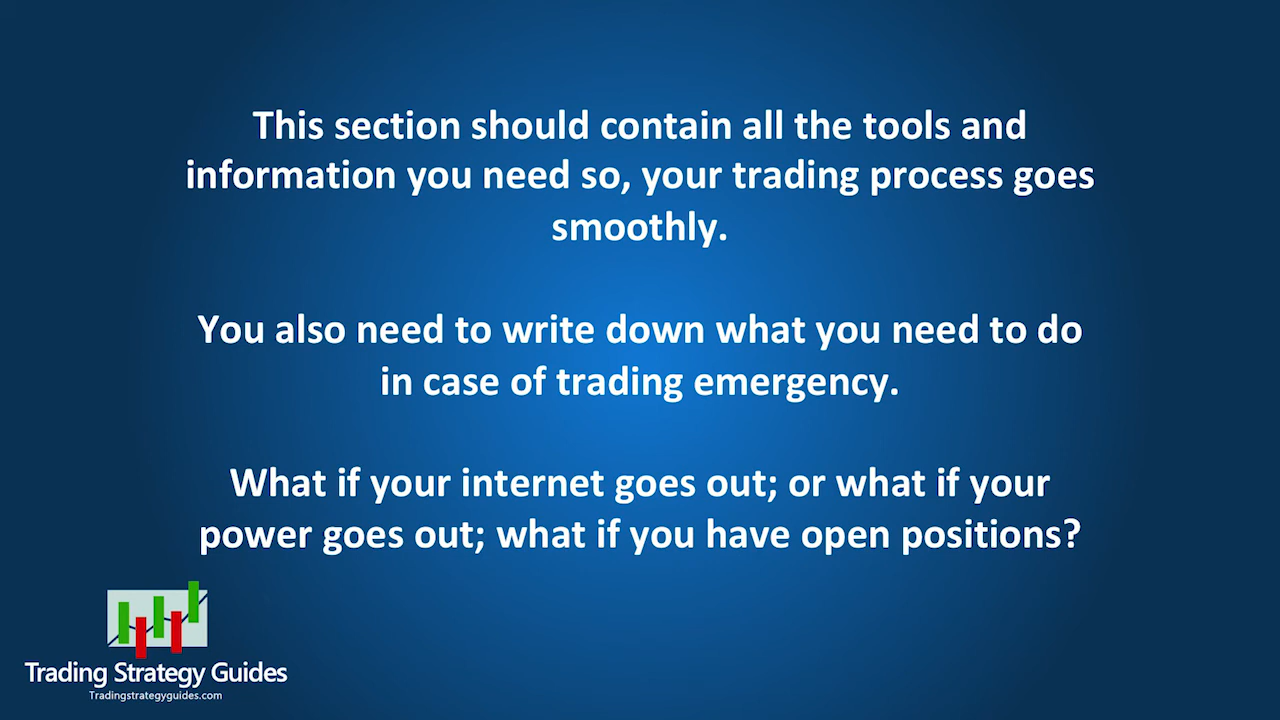 This section should contain all the tools and
information you need so, your trading process goes
smoothly.
You also need to write down what you need to do
in case of trading emergency.
What if your internet goes out; or what if your
power goes out; what if you have open positions?
Trading Strategy Guides
Tradingstrategyguides.com